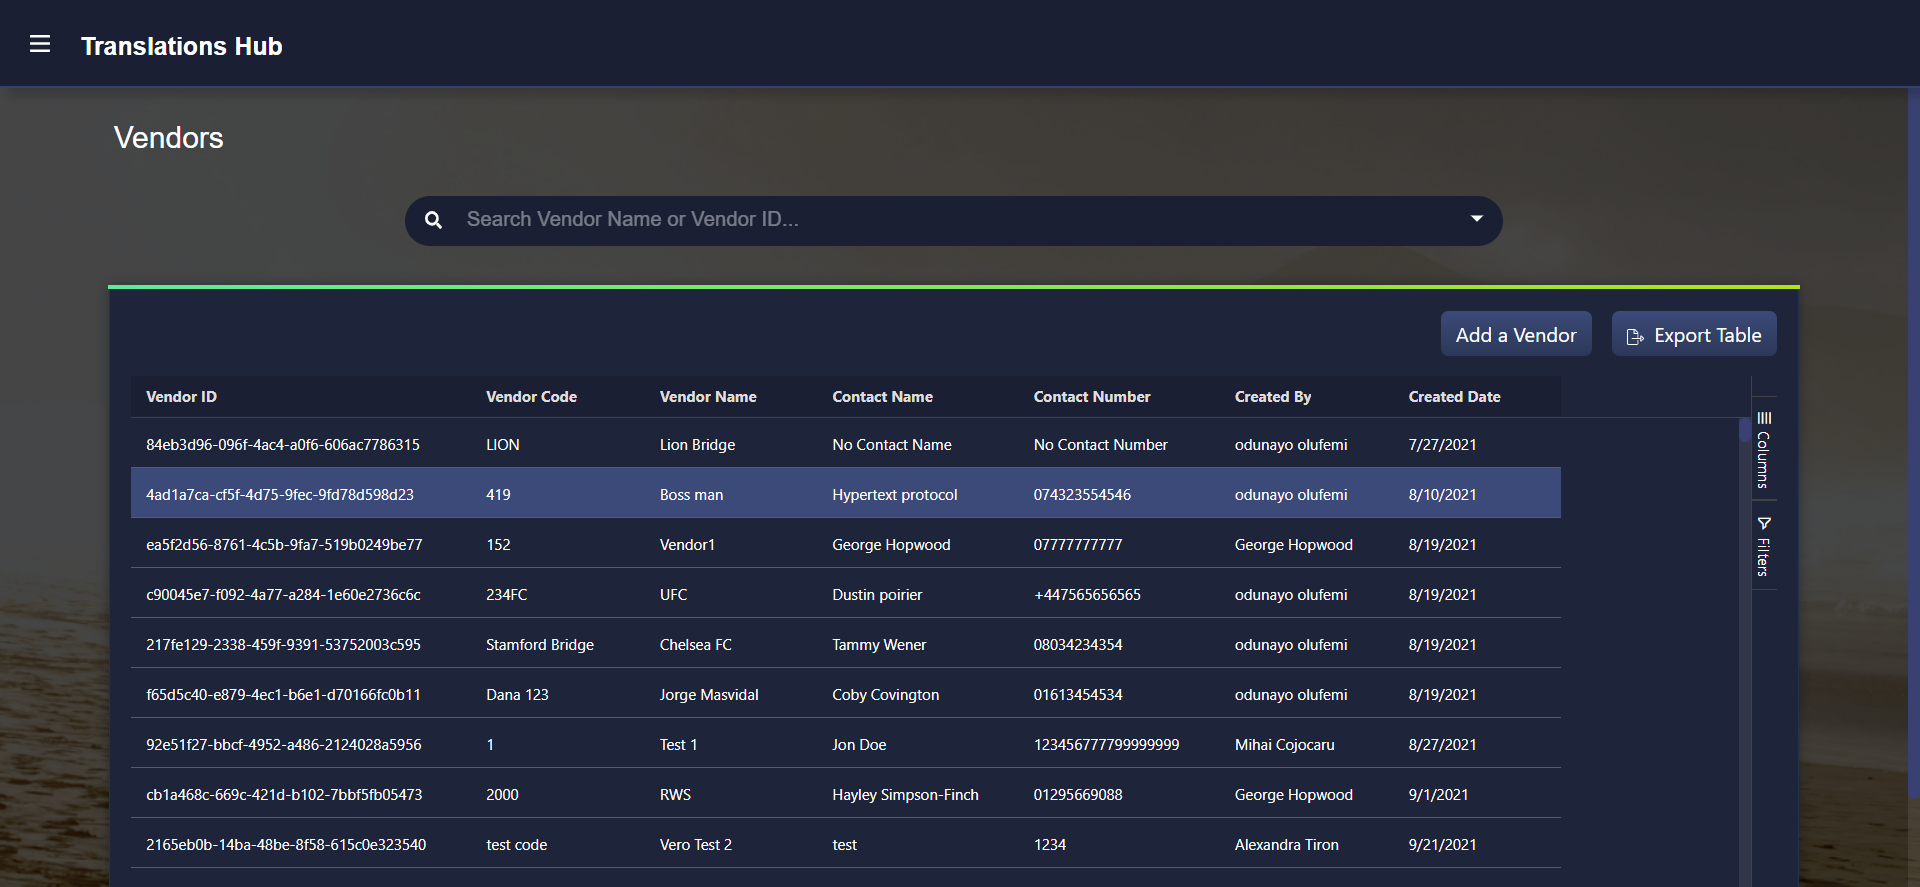 Translations Hub
Vendors
Search Vendor Name or Vendor ID...
Add a Vendor Export Table
Vendor ID Vendor Code Vendor Name Contact Name Contact Number Created By Created Date
84eb3d96-096f-4ac4-a0f6-606ac7786315 LION Lion Bridge No Contact Name No Contact Number odunayo olufemi 7/27/2021
4ad1a7ca-cf5f-4d75-9fec-9fd78d598d23 419 Boss man Hypertext protocol 074323554546 odunayo olufemi 8/10/2021
ea5f2d56-8761-4c5b-9fa7-519b0249be77 152 Vendor1 George Hopwood 07777777777 George Hopwood 8/19/2021
c90045e7-f092-4a77-a284-1e60e2736c6c 234FC UFC Dustin poirier +447565656565 odunayo olufemi 8/19/2021
217fe129-2338-459f-9391-53752003c595 Stamford Bridge Chelsea FC Tammy Wener 08034234354 odunayo olufemi 8/19/2021
f65d5c40-e879-4ec1-b6e1-d70166fc0b11 Dana 123 Jorge Masvidal Coby Covington 01613454534 odunayo olufemi 8/19/2021
92e51f27-bbcf-4952-a486-2124028a5956 1 Test 1 Jon Doe 123456777799999999 Mihai Cojocaru 8/27/2021
cb1a468c-669c-421d-b102-7bbf5fb05473 2000 RWS Hayley Simpson-Finch 01295669088 George Hopwood 9/1/2021
2165eb0b-14ba-48be-8f58-615c0e323540 test code Vero Test 2 test 1234 Alexandra Tiron 9/21/2021
Columns
Filters